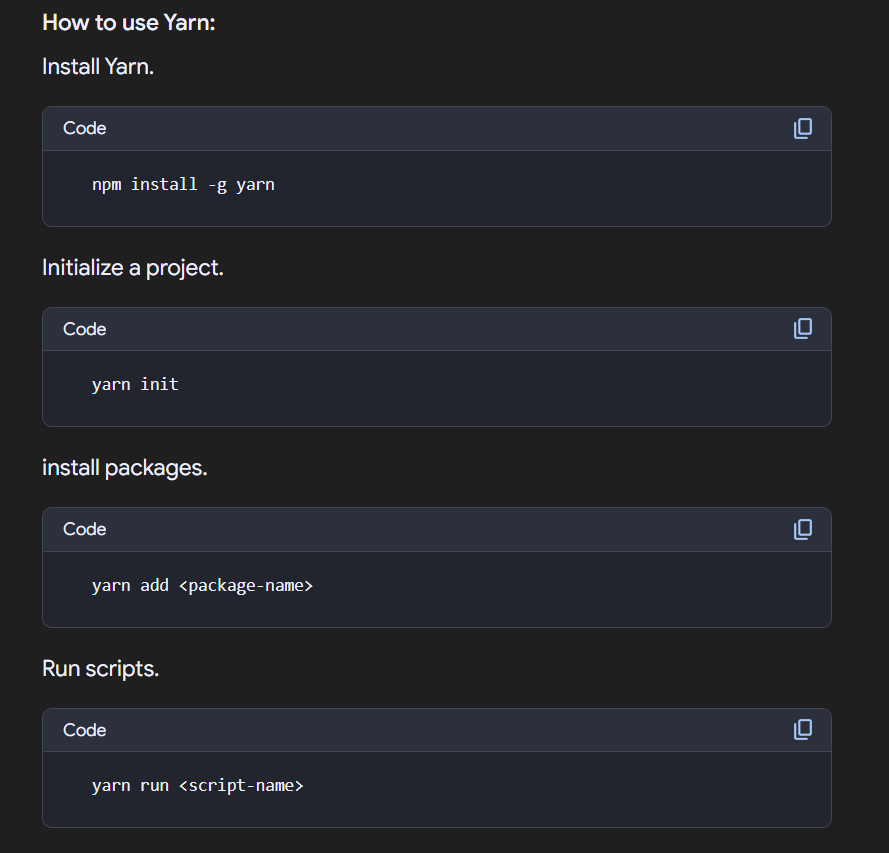 How to use Yarn:
Install Yarn.
Code
npm install -g yarn
Initialize a project.
Code
yarn init
install packages.
Code
yarn add <package-name>
Run scripts.
Code
yarn run <script-name>